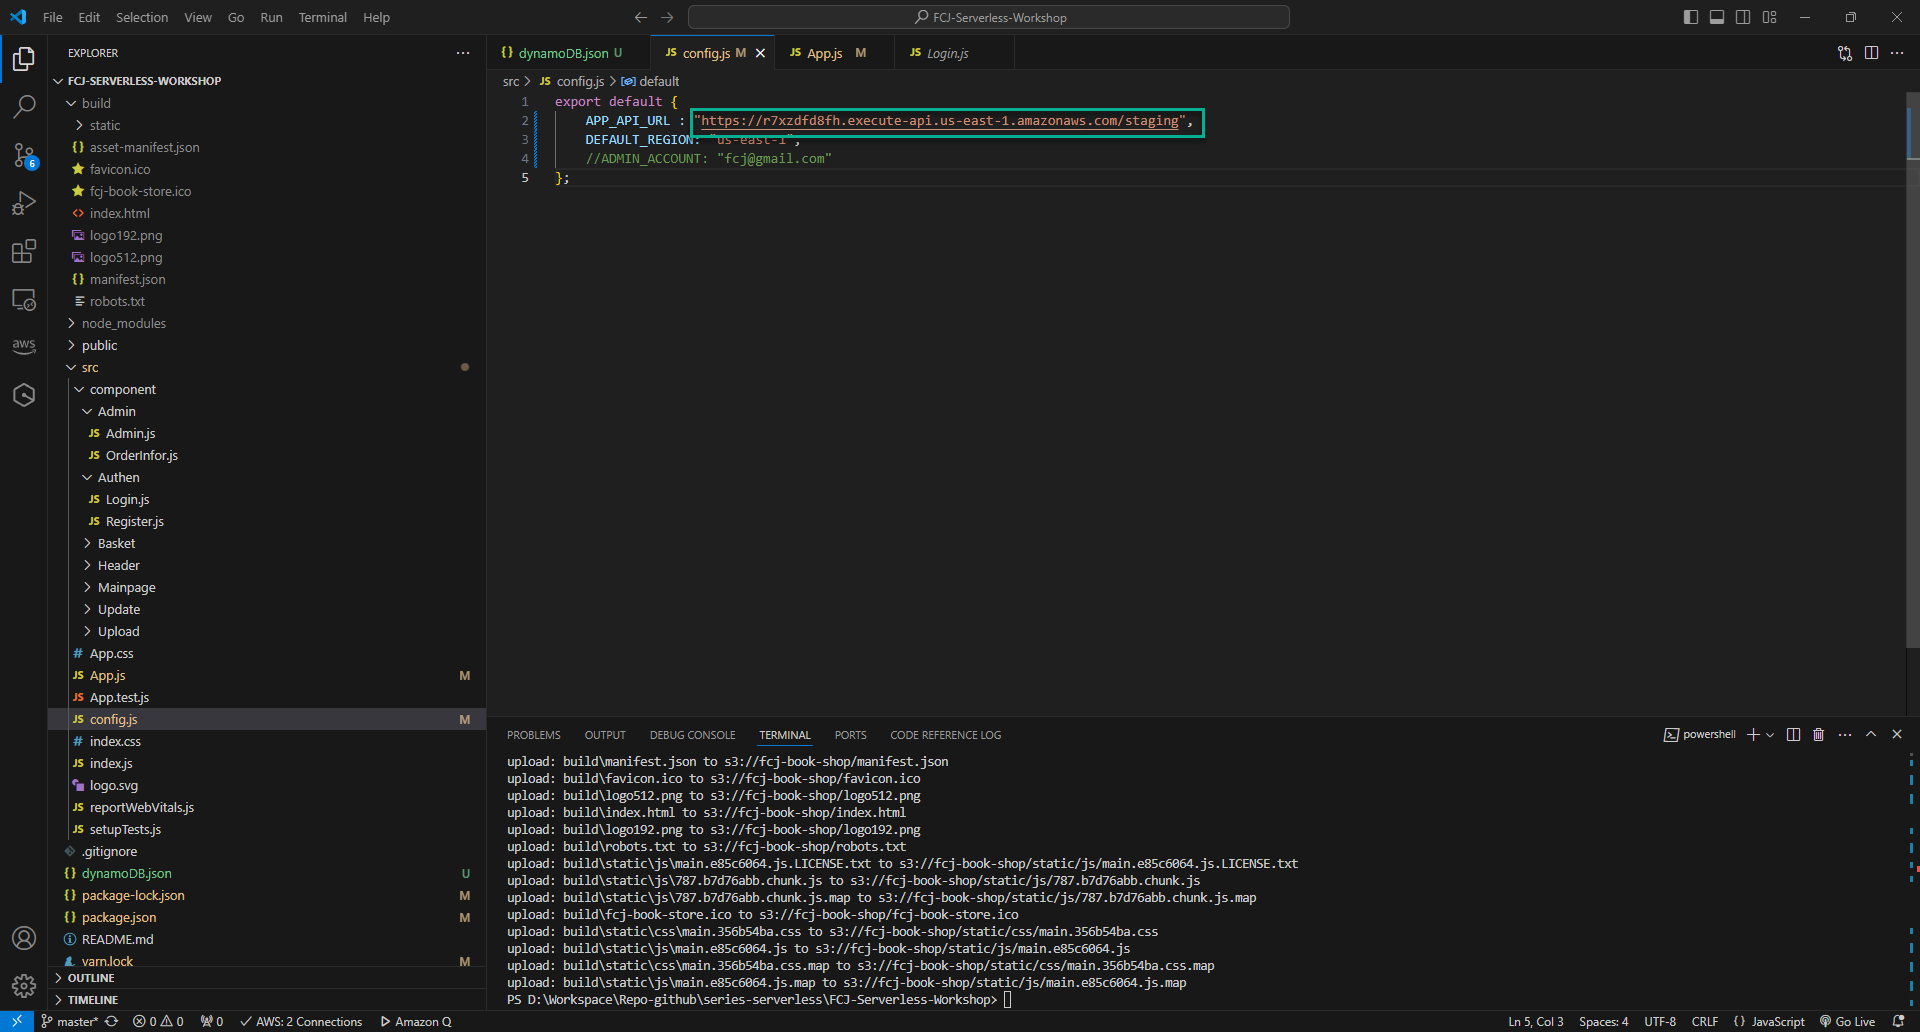 File Edit Selection View Go Run Terminal Help
FCJ-Serverless-Workshop
EXPLORER
FCJ-SERVERLESS-WORKSHOP
build
static
{} asset-manifest.json
favicon.ico
fcj-book-store.ico
<> index.html
logo192.png
logo512.png
{} manifest.json
robots.txt
node_modules
public
src
component
Admin
JS Admin.js
JS OrderInfor.js
Authen
JS Login.js
JS Register.js
Basket
Header
Mainpage
Update
Upload
# App.css
JS App.js M
JS App.test.js
JS config.js M
# index.css
JS index.js
logo.svg
JS reportWebVitals.js
JS setupTests.js
.gitignore
{} dynamoDB.json U
{} package-lock.json M
{} package.json M
README.md
yarn.lock M
OUTLINE
TIMELINE
6
aws
{} dynamoDB.json U
JS config.js M
JS App.js M
JS Login.js
src > JS config.js > default
1 export default {
2 APP_API_URL : "https://r7xzdfd8fh.execute-api.us-east-1.amazonaws.com/staging",
3 DEFAULT_REGION: "us-east-1",
4 //ADMIN_ACCOUNT: "fcj@gmail.com"
5 };
PROBLEMS OUTPUT DEBUG CONSOLE TERMINAL PORTS CODE REFERENCE LOG
powershell
upload: build\manifest.json to s3://fcj-book-shop/manifest.json
upload: build\favicon.ico to s3://fcj-book-shop/favicon.ico
upload: build\logo512.png to s3://fcj-book-shop/logo512.png
upload: build\index.html to s3://fcj-book-shop/index.html
upload: build\logo192.png to s3://fcj-book-shop/logo192.png
upload: build\robots.txt to s3://fcj-book-shop/robots.txt
upload: build\static\js\main.e85c6064.js.LICENSE.txt to s3://fcj-book-shop/static/js/main.e85c6064.js.LICENSE.txt
upload: build\static\js\787.b7d76abb.chunk.js to s3://fcj-book-shop/static/js/787.b7d76abb.chunk.js
upload: build\static\js\787.b7d76abb.chunk.js.map to s3://fcj-book-shop/static/js/787.b7d76abb.chunk.js.map
upload: build\fcj-book-store.ico to s3://fcj-book-shop/fcj-book-store.ico
upload: build\static\css\main.356b54ba.css to s3://fcj-book-shop/static/css/main.356b54ba.css
upload: build\static\js\main.e85c6064.js to s3://fcj-book-shop/static/js/main.e85c6064.js
upload: build\static\css\main.356b54ba.css.map to s3://fcj-book-shop/static/css/main.356b54ba.css.map
upload: build\static\js\main.e85c6064.js.map to s3://fcj-book-shop/static/js/main.e85c6064.js.map
PS D:\Workspace\Repo-github\series-serverless\FCJ-Serverless-Workshop>
master* 0 0 0 AWS: 2 Connections Amazon Q Ln 5, Col 3 Spaces: 4 UTF-8 CRLF {} JavaScript Go Live